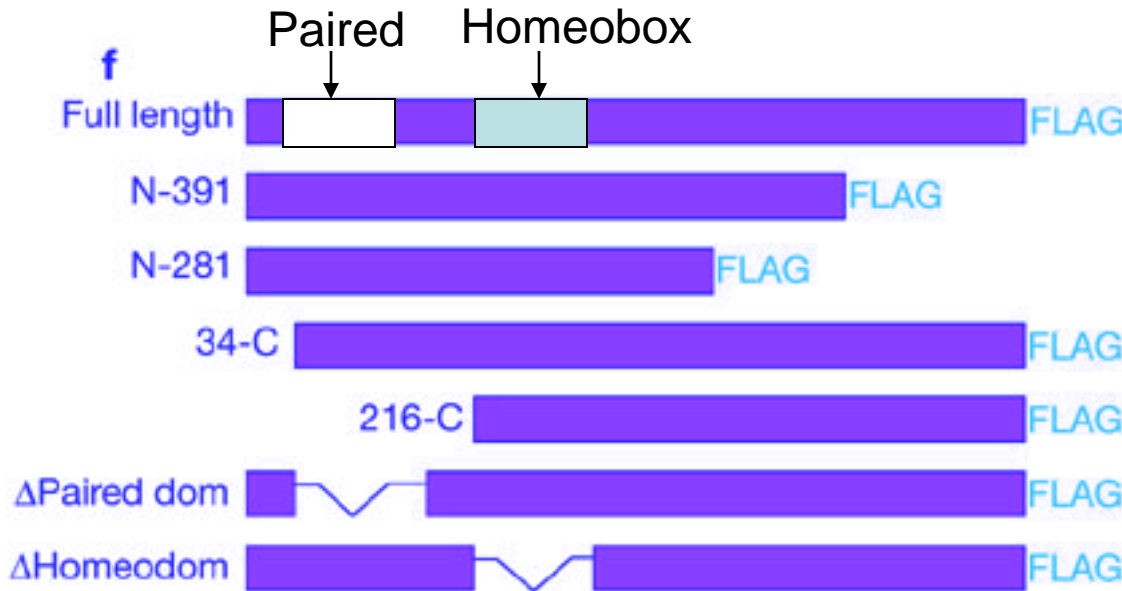 Paired Homeobox
f
Full length FLAG
N-391 FLAG
N-281 FLAG
34-C FLAG
216-C FLAG
ΔPaired dom FLAG
ΔHomeodom FLAG